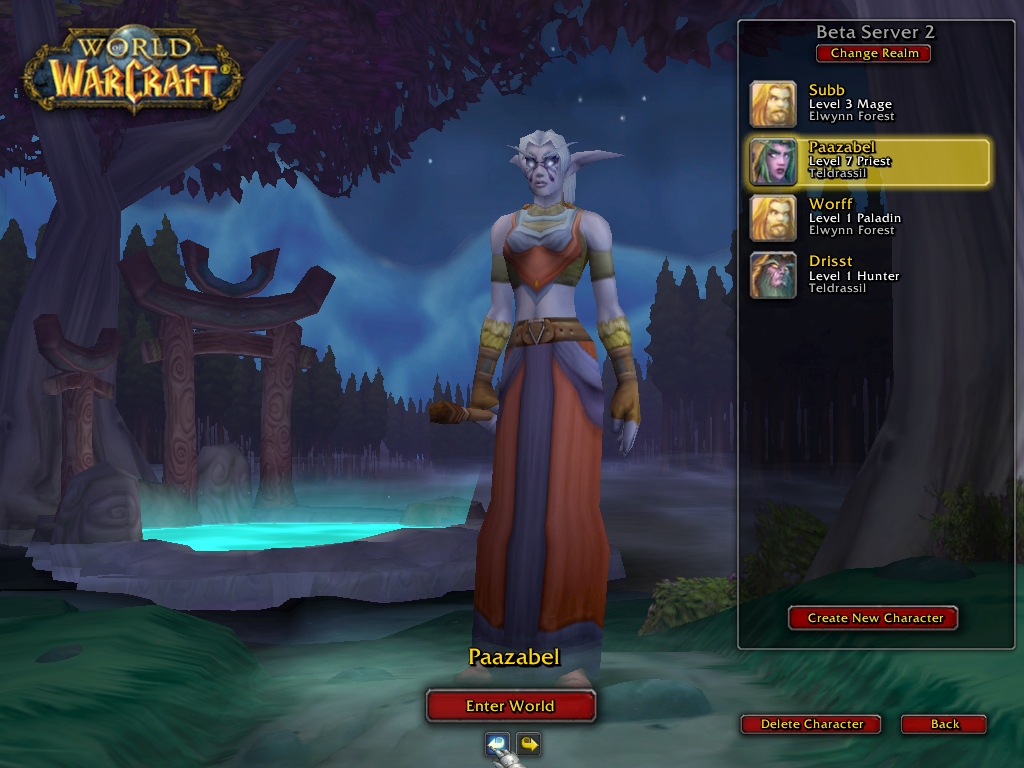 WORLD
OF
WARCRAFT®
Beta Server 2
Change Realm
Subb
Level 3 Mage
Elwynn Forest
Paazabel
Level 7 Priest
Teldrassil
Worff
Level 1 Paladin
Elwynn Forest
Drisst
Level 1 Hunter
Teldrassil
Create New Character
Paazabel
Enter World
Delete Character
Back